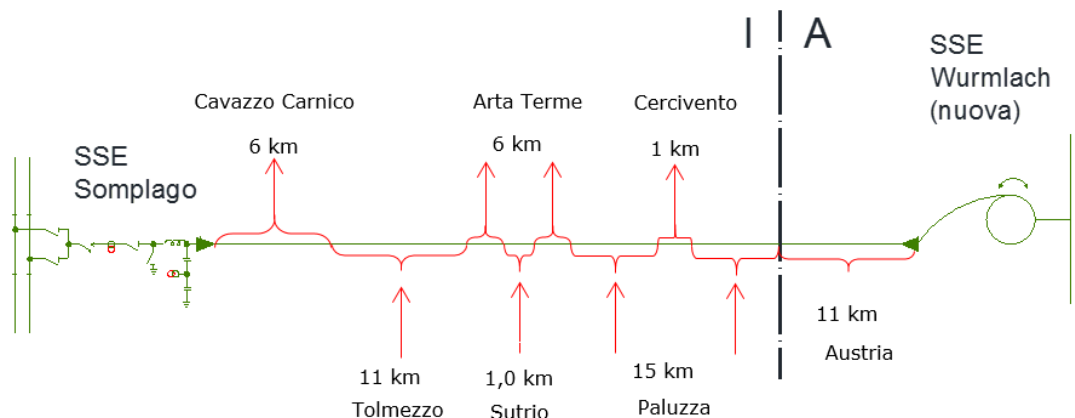 I A
SSE
Wurmlach
(nuova)
Cavazzo Carnico
Arta Terme
Cercivento
6 km
6 km
1 km
SSE
Somplago
11 km
Tolmezzo
1,0 km
Sutrio
15 km
Paluzza
11 km
Austria